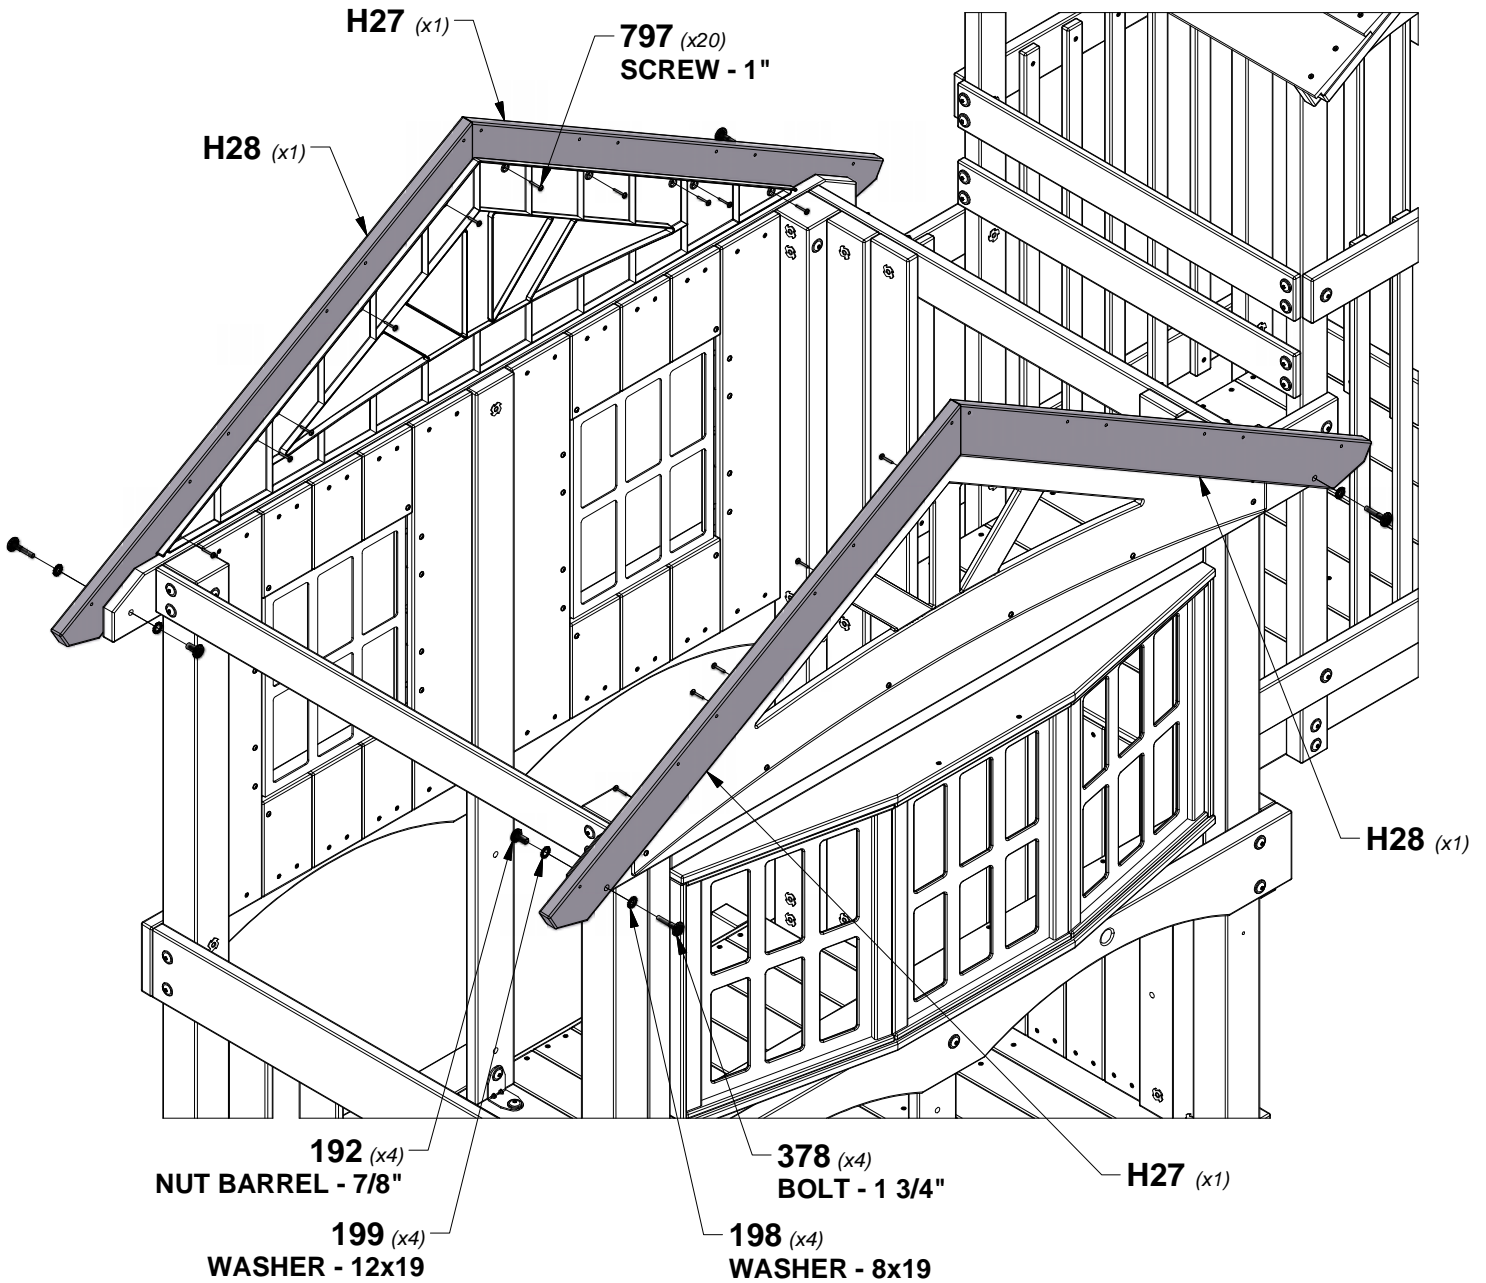 H27 (x1)
797 (x20)
SCREW - 1"
H28 (x1)
H28 (x1)
192 (x4)
NUT BARREL - 7/8"
378 (x4)
BOLT - 1 3/4"
H27 (x1)
199 (x4)
WASHER - 12x19
198 (x4)
WASHER - 8x19